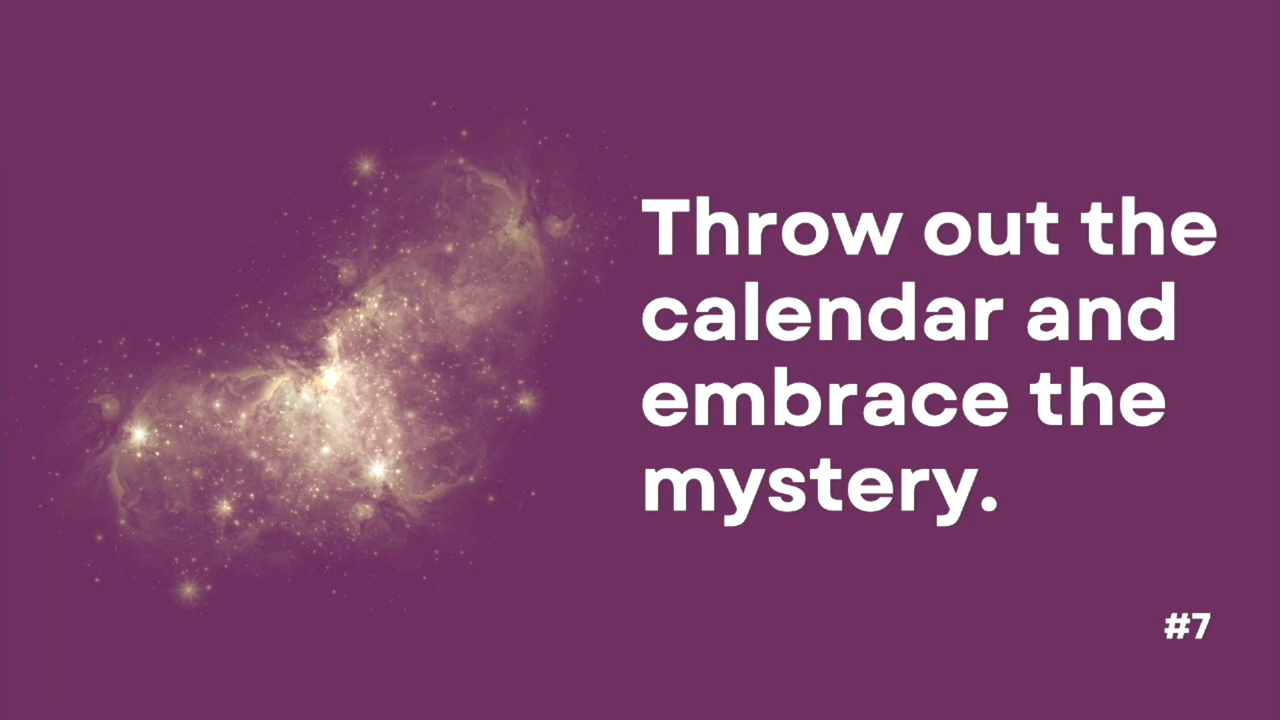 Throw out the
calendar and
embrace the
mystery.
#7